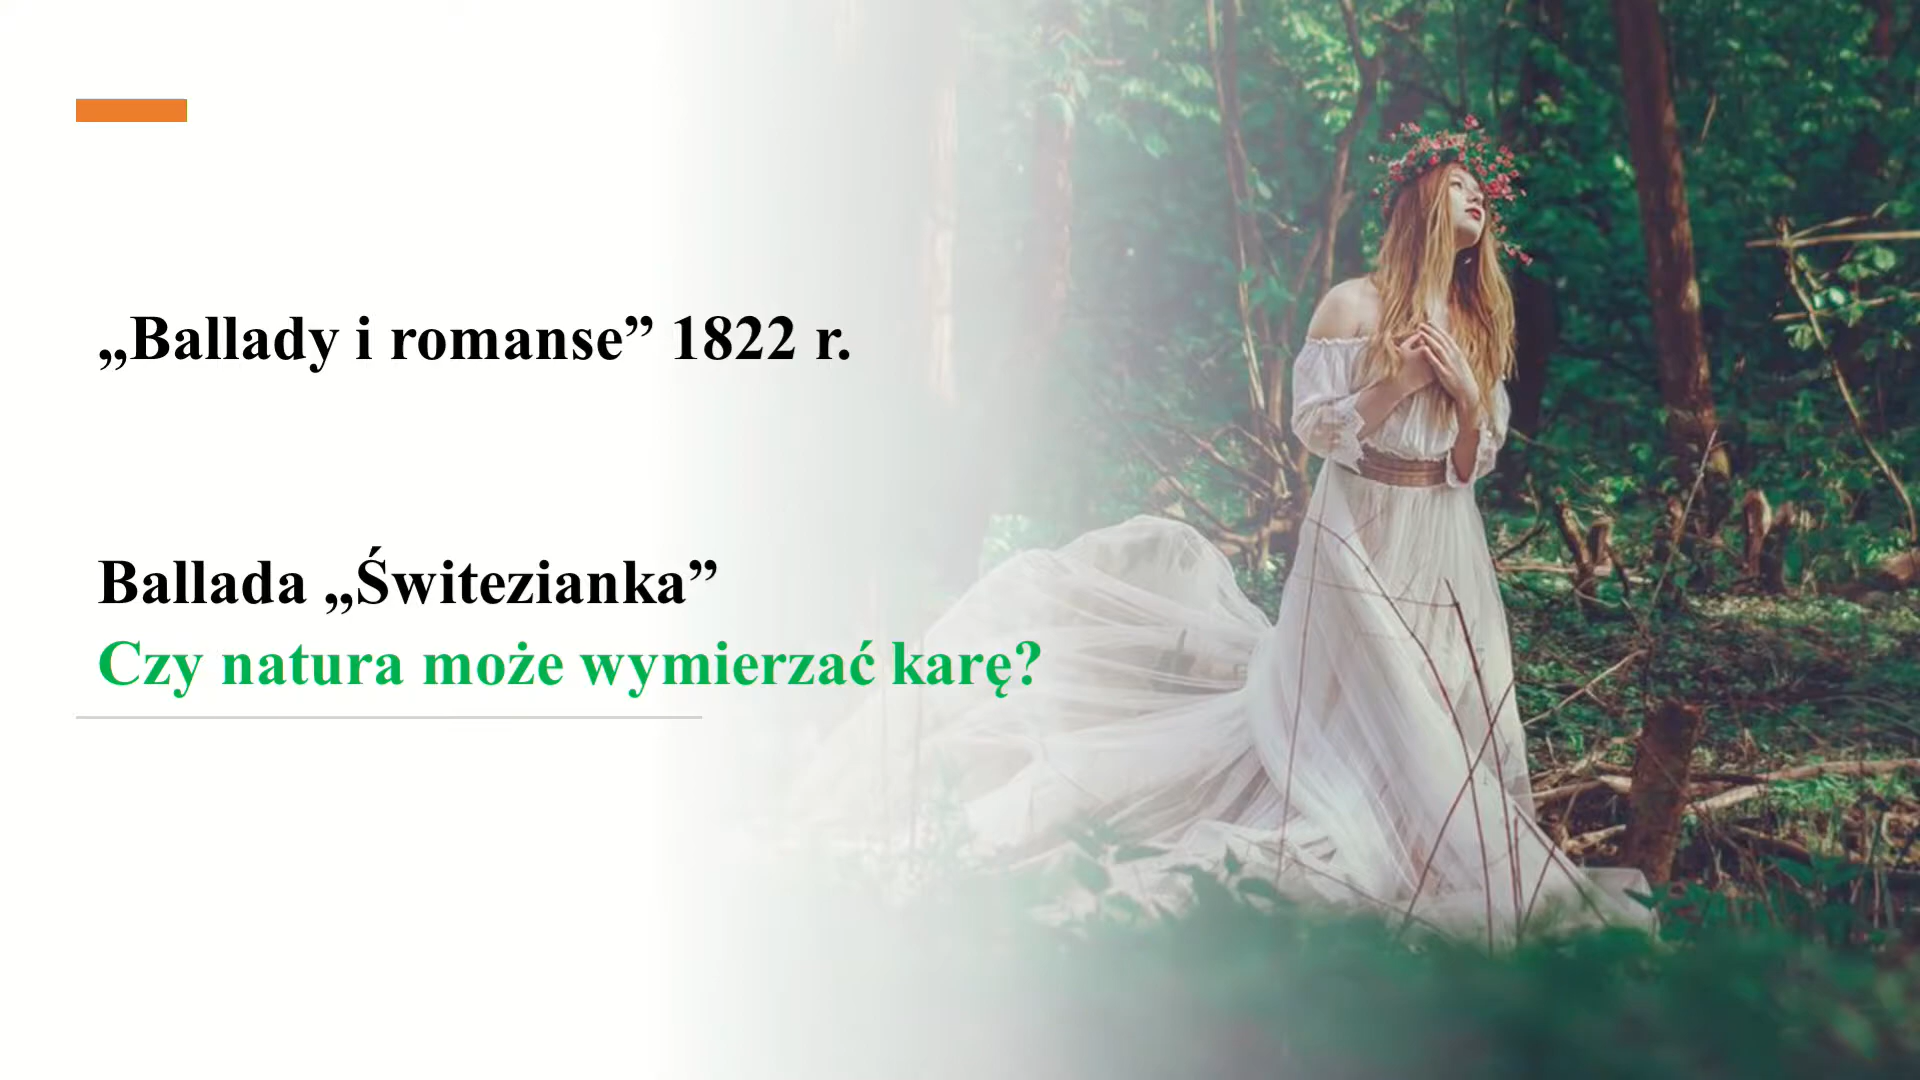 „Ballady i romanse” 1822 r.
Ballada „Świtezianka”
Czy natura może wymierzać karę?